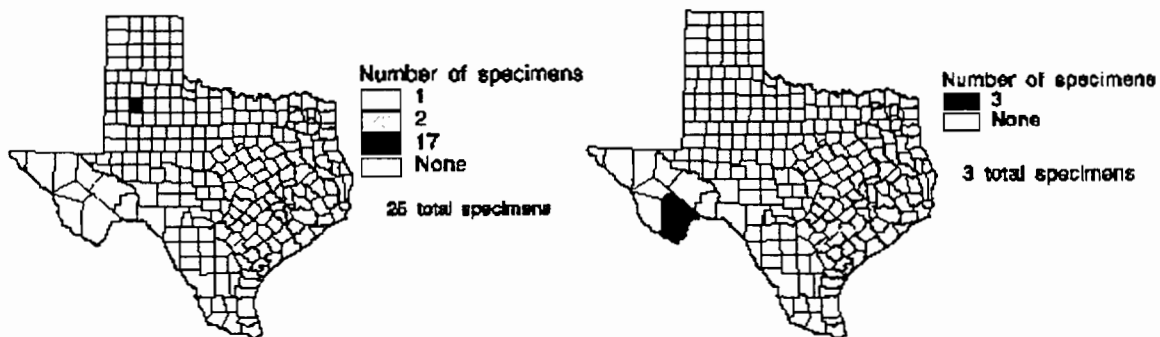 Number of specimens
1
2
17
None
25 total specimens
Number of specimens
3
None
3 total specimens